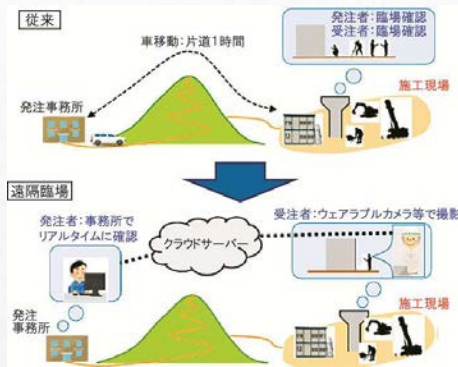 従来
発注者：臨場確認
受注者：臨場確認
車移動：片道1時間
発注事務所
施工現場
遠隔臨場
発注者：事務所で
リアルタイムに確認
クラウドサーバー
受注者：ウェアラブルカメラ等で撮影
発注
事務所
施工現場